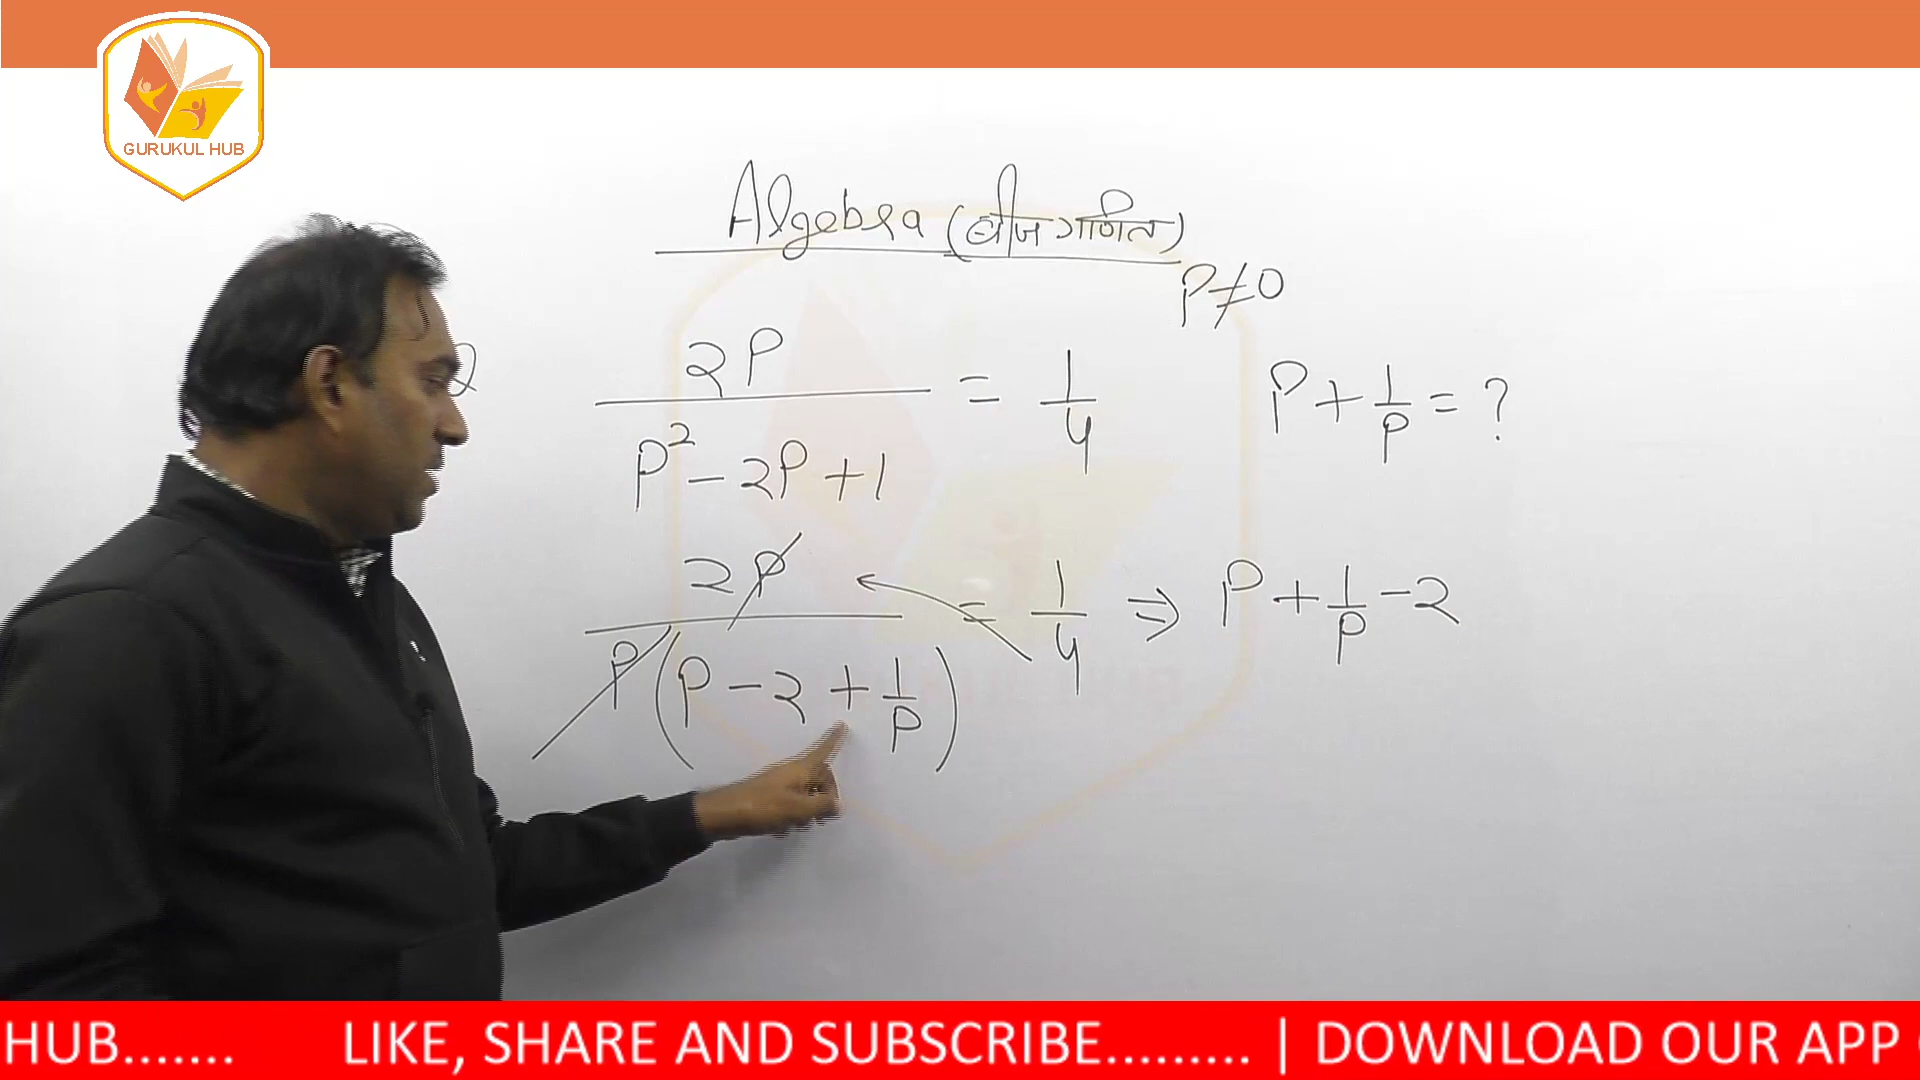 GURUKUL HUB
Algebra (बीजगणित)
P≠0
Q 2P / P² - 2P + 1 = 1/4 P + 1/P = ?
2P / P(P - 2 + 1/P) = 1/4 ⇒ P + 1/P - 2
HUB....... LIKE, SHARE AND SUBSCRIBE......... | DOWNLOAD OUR APP